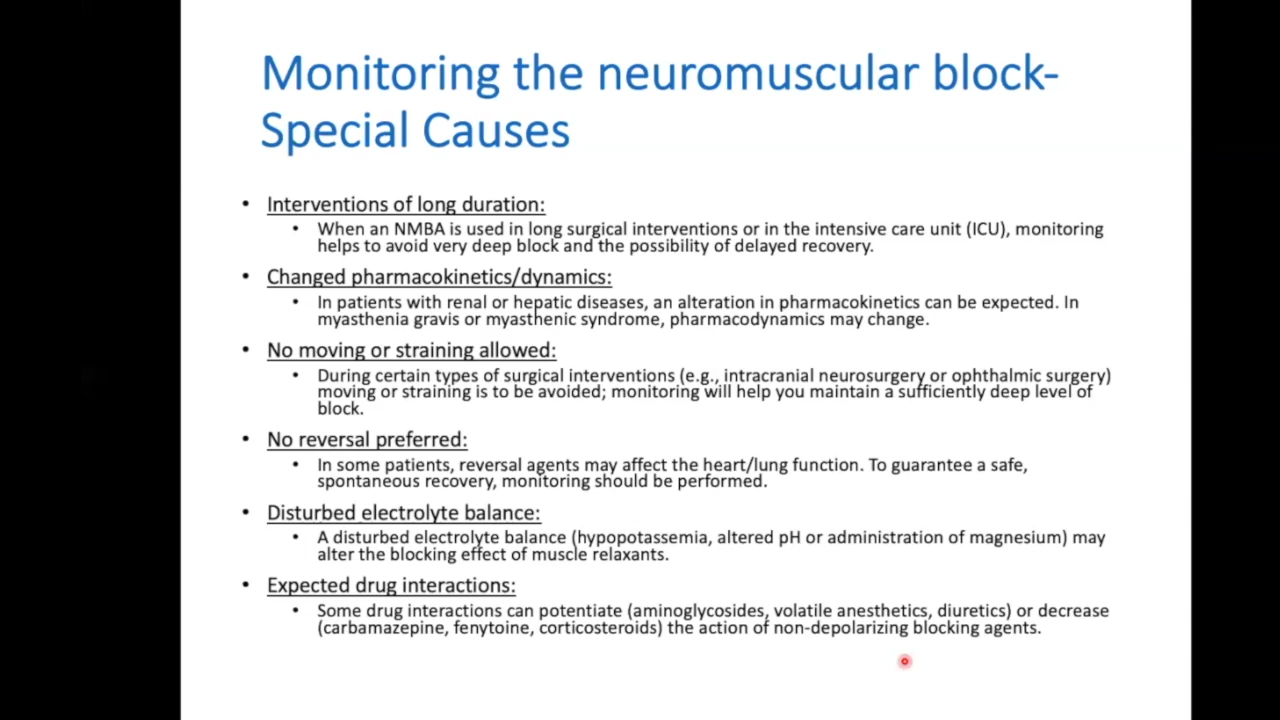 Monitoring the neuromuscular block-
Special Causes
• Interventions of long duration:
• When an NMBA is used in long surgical interventions or in the intensive care unit (ICU), monitoring
helps to avoid very deep block and the possibility of delayed recovery.
• Changed pharmacokinetics/dynamics:
• In patients with renal or hepatic diseases, an alteration in pharmacokinetics can be expected. In
myasthenia gravis or myasthenic syndrome, pharmacodynamics may change.
• No moving or straining allowed:
• During certain types of surgical interventions (e.g., intracranial neurosurgery or ophthalmic surgery)
moving or straining is to be avoided; monitoring will help you maintain a sufficiently deep level of
block.
• No reversal preferred:
• In some patients, reversal agents may affect the heart/lung function. To guarantee a safe,
spontaneous recovery, monitoring should be performed.
• Disturbed electrolyte balance:
• A disturbed electrolyte balance (hypopotassemia, altered pH or administration of magnesium) may
alter the blocking effect of muscle relaxants.
• Expected drug interactions:
• Some drug interactions can potentiate (aminoglycosides, volatile anesthetics, diuretics) or decrease
(carbamazepine, fenytoine, corticosteroids) the action of non-depolarizing blocking agents.